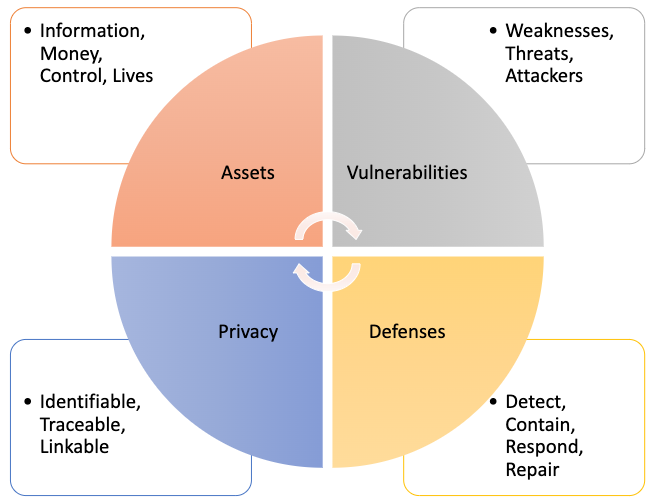 • Information,
Money,
Control, Lives
• Weaknesses,
Threats,
Attackers
Assets
Vulnerabilities
Privacy
Defenses
• Identifiable,
Traceable,
Linkable
• Detect,
Contain,
Respond,
Repair